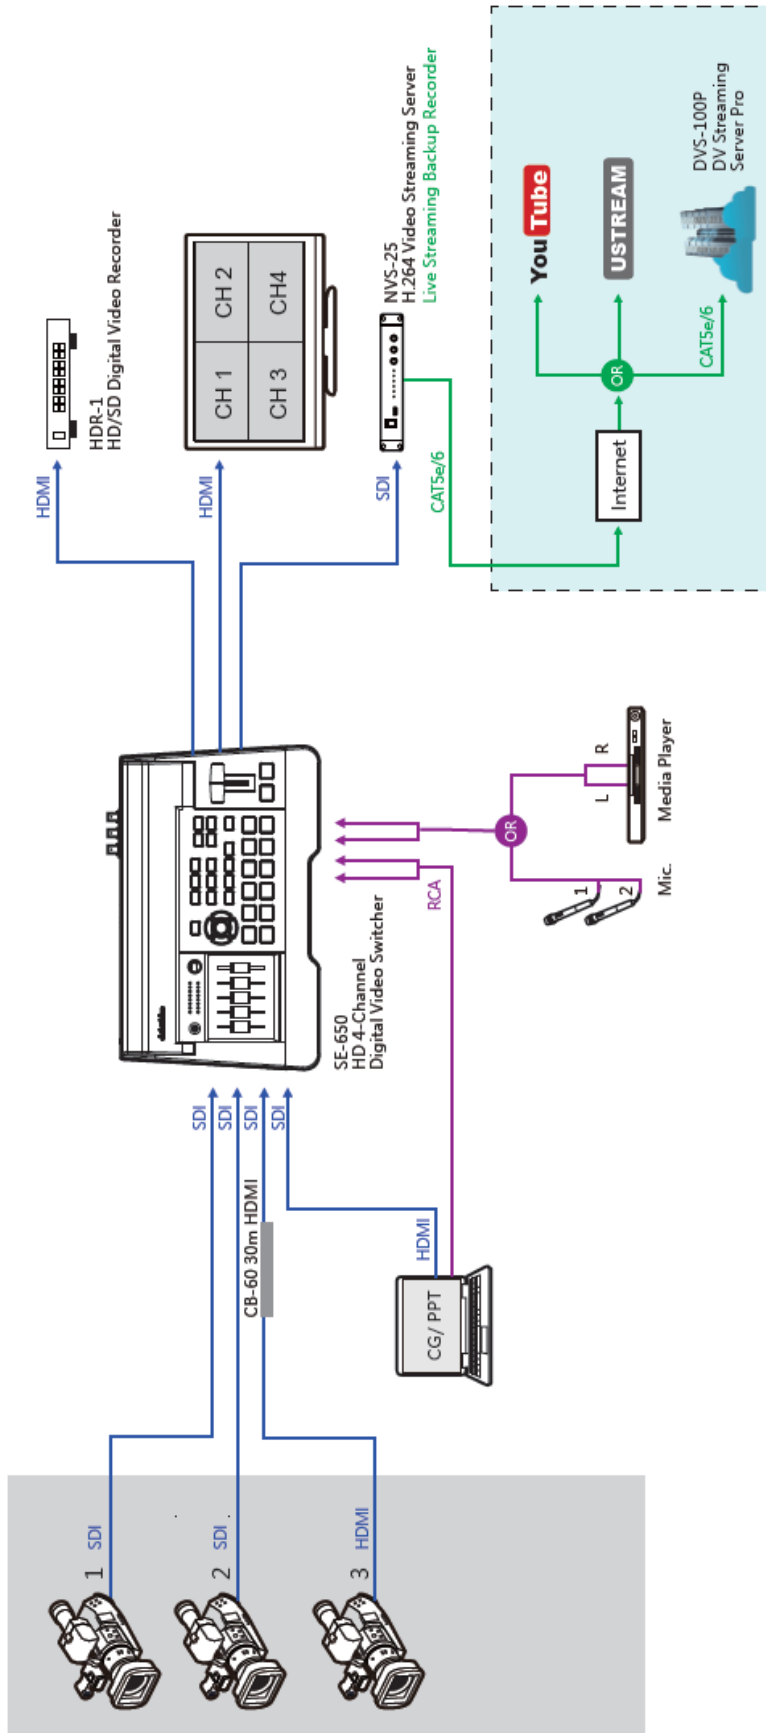 1
SDI
2
SDI
3
HDMI
CB-60 30m HDMI
CG/ PPT
HDMI
SDI
SDI
SDI
SDI
SE-650
HD 4-Channel
Digital Video Switcher
RCA
OR
1
2
Mic.
L
R
Media Player
HDMI
HDR-1
HD/SD Digital Video Recorder
HDMI
CH 1
CH 2
CH 3
CH4
SDI
NVS-25
H.264 Video Streaming Server
Live Streaming Backup Recorder
CAT5e/6
Internet
OR
You Tube
USTREAM
CAT5e/6
DVS-100P
DV Streaming
Server Pro